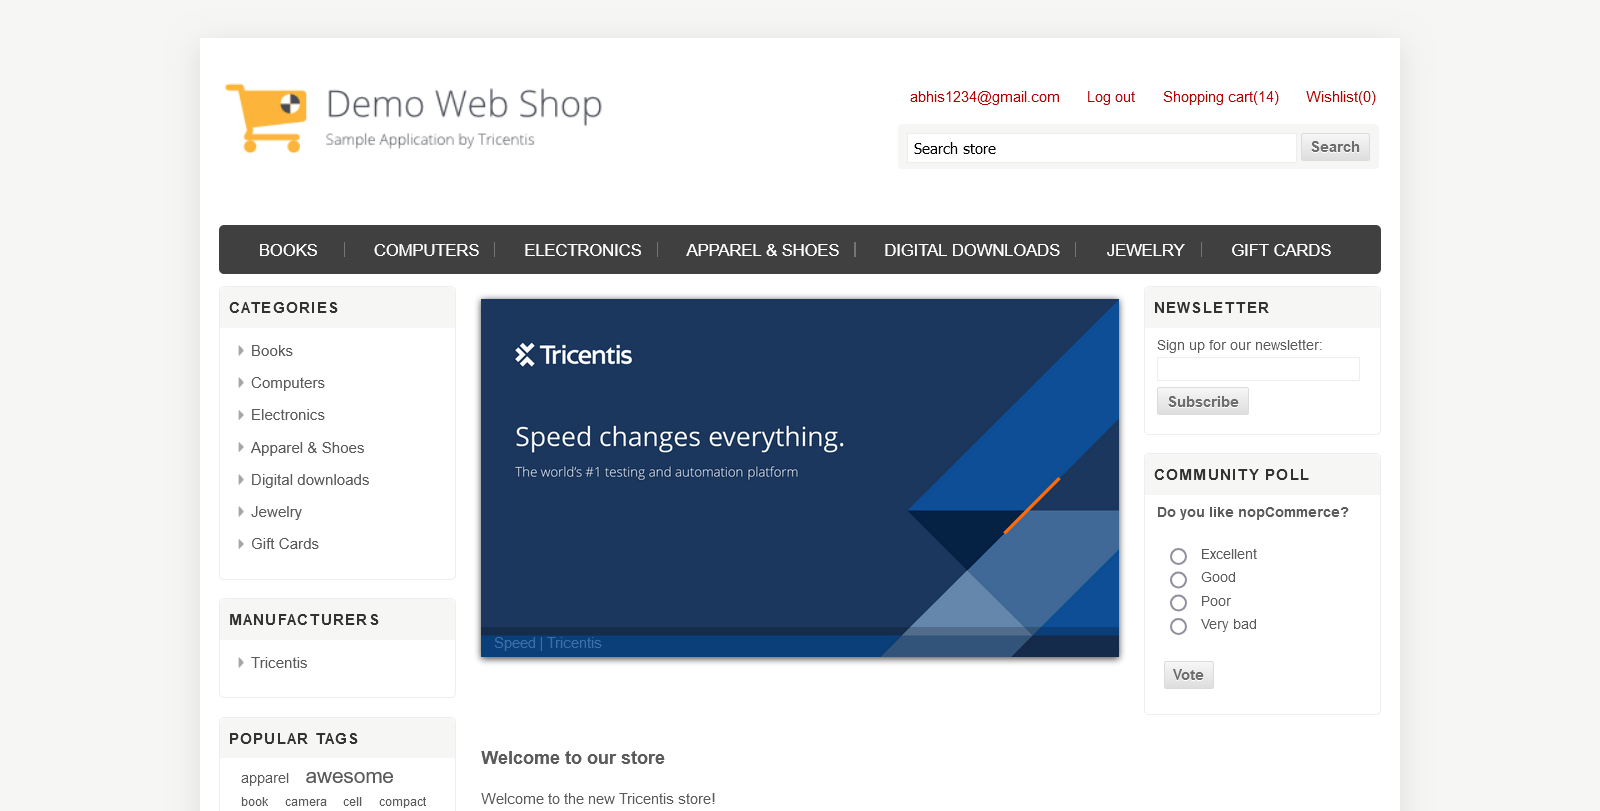 Demo Web Shop
Sample Application by Tricentis
abhis1234@gmail.com Log out Shopping cart(14) Wishlist(0)
Search store Search
BOOKS COMPUTERS ELECTRONICS APPAREL & SHOES DIGITAL DOWNLOADS JEWELRY GIFT CARDS
CATEGORIES
Books
Computers
Electronics
Apparel & Shoes
Digital downloads
Jewelry
Gift Cards
MANUFACTURERS
Tricentis
POPULAR TAGS
apparel awesome
book camera cell compact
Tricentis
Speed changes everything.
The world's #1 testing and automation platform
Speed | Tricentis
Welcome to our store
Welcome to the new Tricentis store!
NEWSLETTER
Sign up for our newsletter:
Subscribe
COMMUNITY POLL
Do you like nopCommerce?
Excellent
Good
Poor
Very bad
Vote